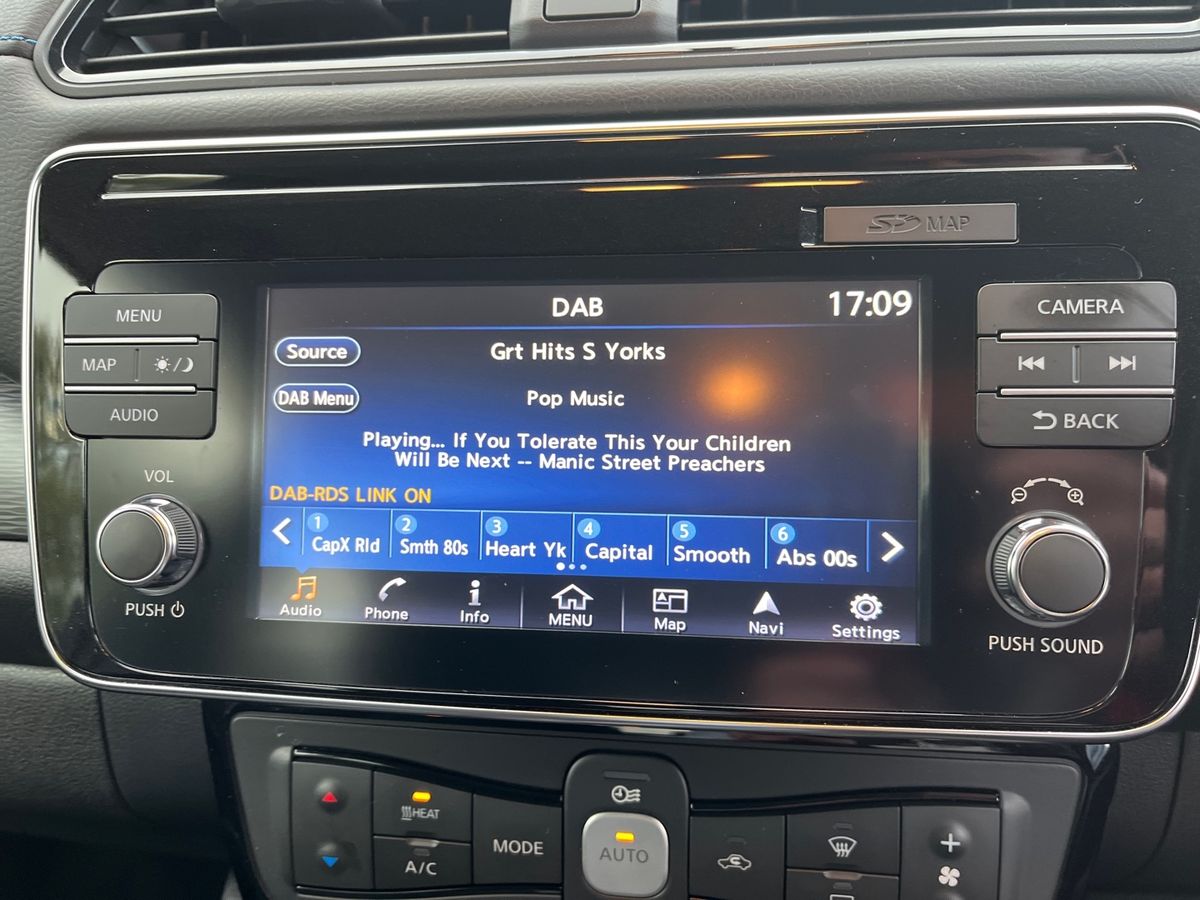 SD MAP
MENU
MAP
AUDIO
VOL
PUSH
DAB
17:09
Source
Grt Hits S Yorks
DAB Menu
Pop Music
Playing... If You Tolerate This Your Children
Will Be Next -- Manic Street Preachers
DAB-RDS LINK ON
1 CapX Rld
2 Smth 80s
3 Heart Yk
4 Capital
5 Smooth
6 Abs 00s
Audio
Phone
Info
MENU
Map
Navi
Settings
CAMERA
BACK
PUSH SOUND
HEAT
A/C
MODE
AUTO